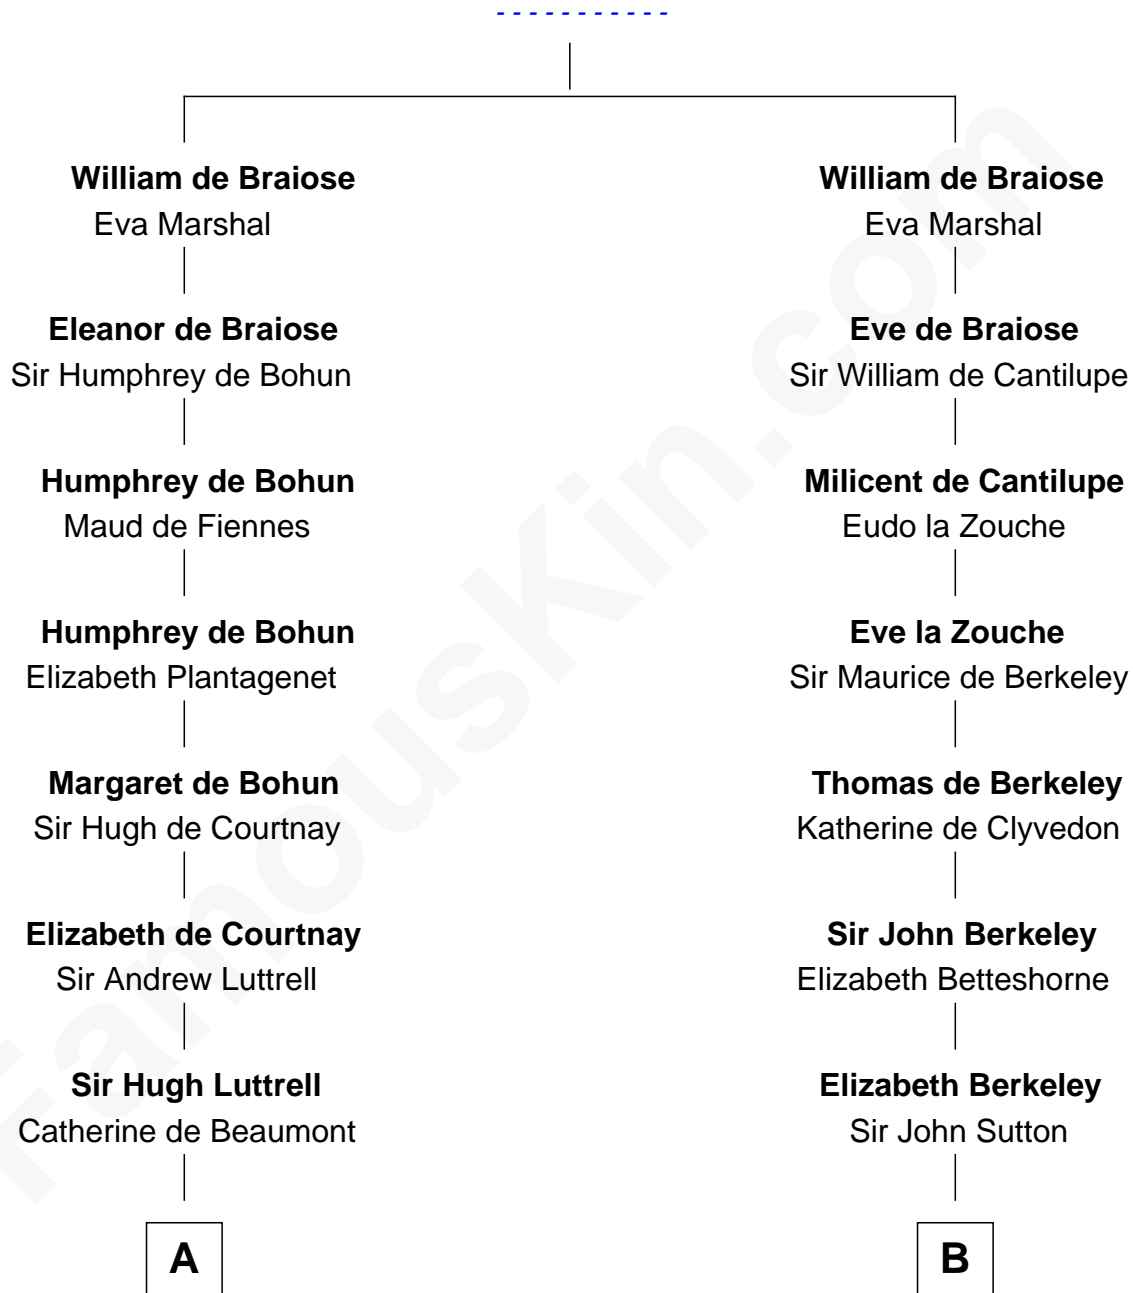 - - - - - - - - - - -
William de Braiose
Eva Marshal
Eleanor de Braiose
Sir Humphrey de Bohun
Humphrey de Bohun
Maud de Fiennes
Humphrey de Bohun
Elizabeth Plantagenet
Margaret de Bohun
Sir Hugh de Courtnay
Elizabeth de Courtnay
Sir Andrew Luttrell
Sir Hugh Luttrell
Catherine de Beaumont
A
William de Braiose
Eva Marshal
Eve de Braiose
Sir William de Cantilupe
Milicent de Cantilupe
Eudo la Zouche
Eve la Zouche
Sir Maurice de Berkeley
Thomas de Berkeley
Katherine de Clyvedon
Sir John Berkeley
Elizabeth Betteshorne
Elizabeth Berkeley
Sir John Sutton
B
FamousKin.com